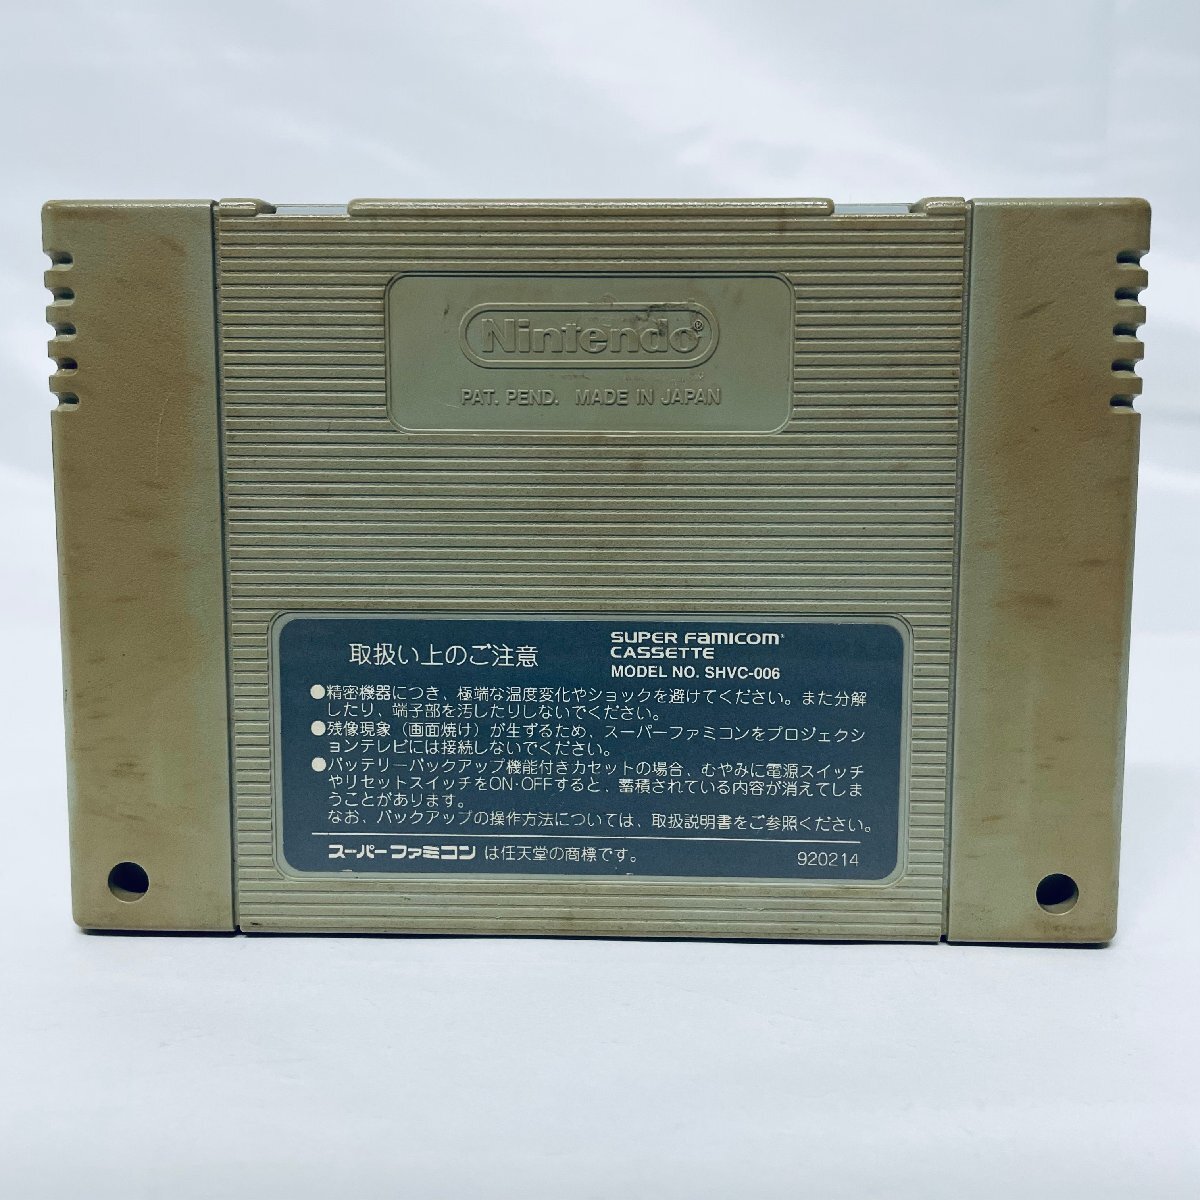 Nintendo®
PAT. PEND. MADE IN JAPAN
取扱い上のご注意
SUPER FAMICOM
CASSETTE
MODEL NO. SHVC-006
●精密機器につき、極端な温度変化やショックを避けてください。また分解
したり、端子部を汚したりしないでください。
●残像現象（画面焼け）が生ずるため、スーパーファミコンをプロジェクシ
ョンテレビには接続しないでください。
●バッテリーバックアップ機能付きカセットの場合、むやみに電源スイッチ
やリセットスイッチをON・OFFすると、蓄積されている内容が消えてしま
うことがあります。
なお、バックアップの操作方法については、取扱説明書をご参照ください。
スーパーファミコン は任天堂の商標です。
920214